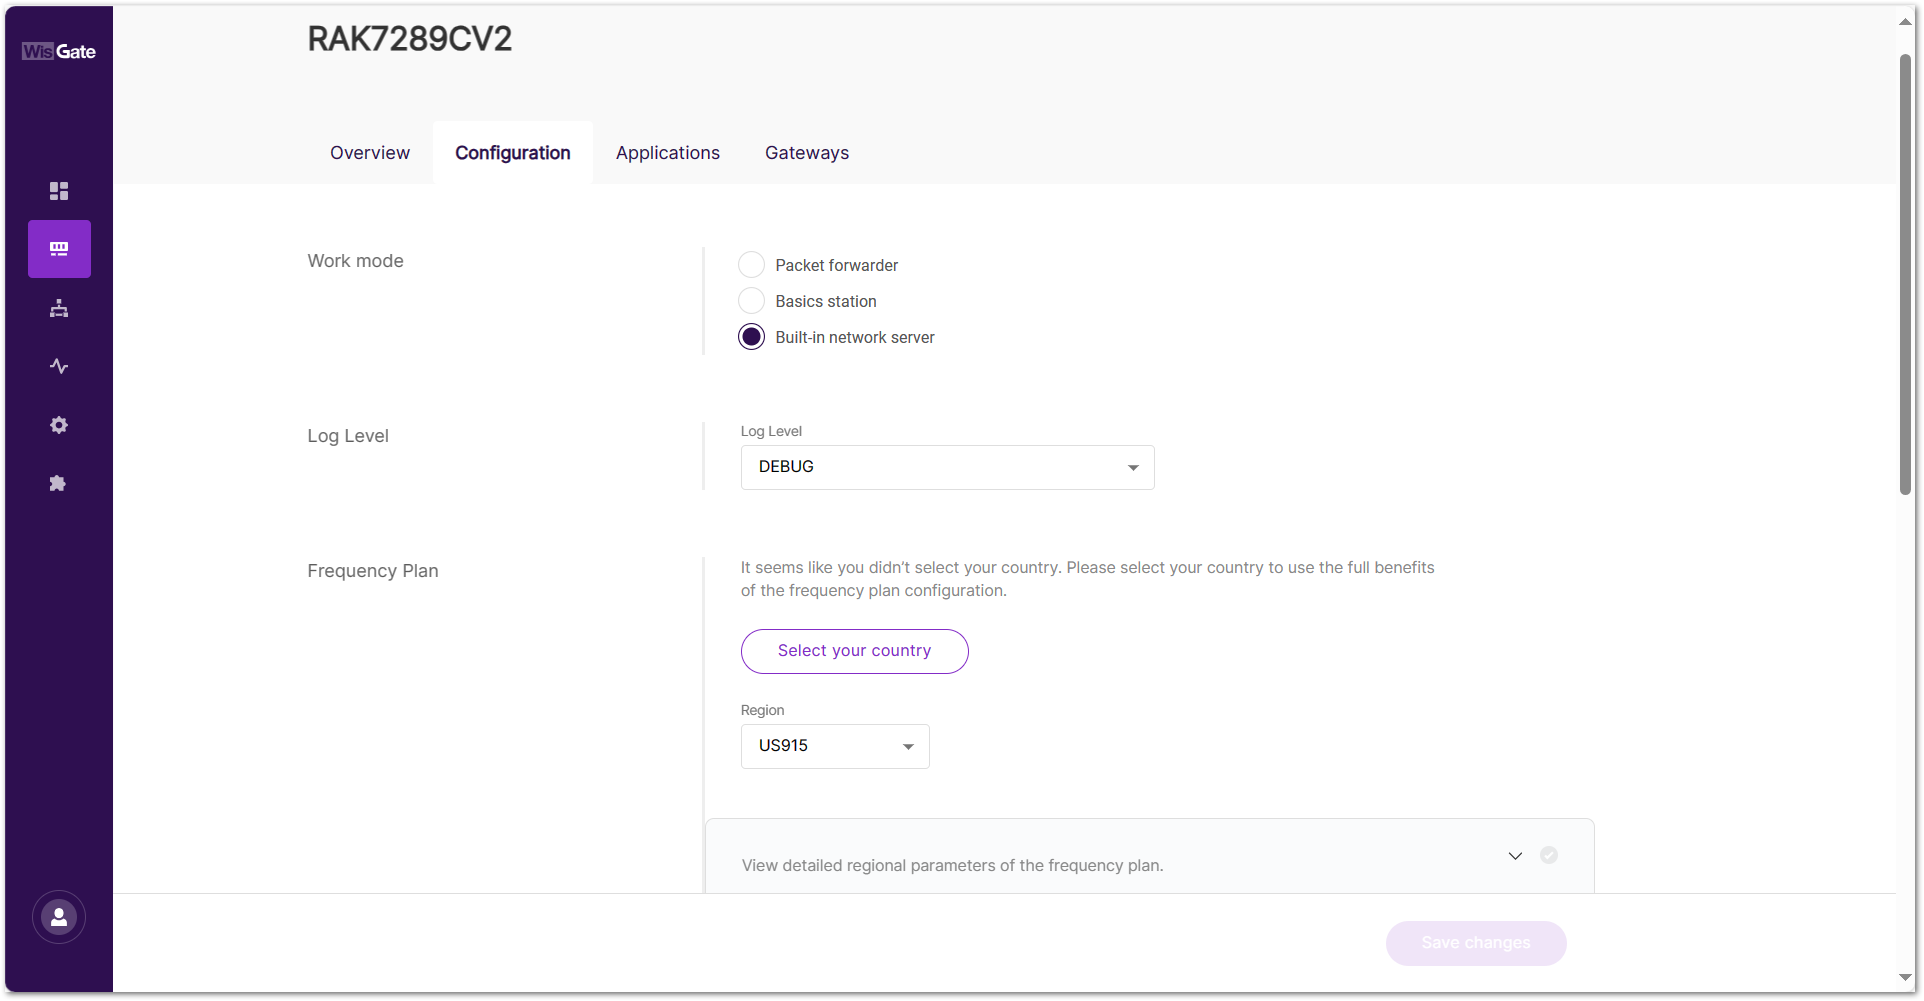 WisGate
RAK7289CV2
Overview
Configuration
Applications
Gateways
Work mode
Packet forwarder
Basics station
Built-in network server
Log Level
Log Level
DEBUG
Frequency Plan
It seems like you didn’t select your country. Please select your country to use the full benefits
of the frequency plan configuration.
Select your country
Region
US915
View detailed regional parameters of the frequency plan.
Save changes